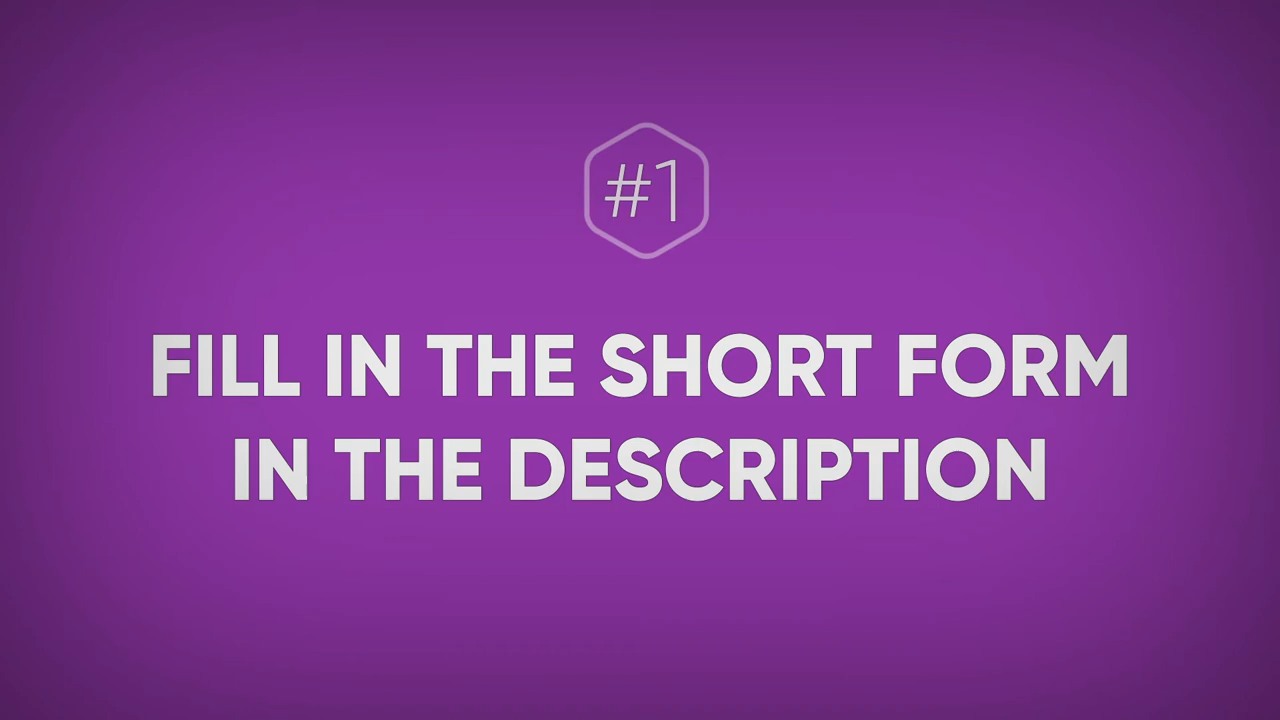 #1
FILL IN THE SHORT FORM
IN THE DESCRIPTION